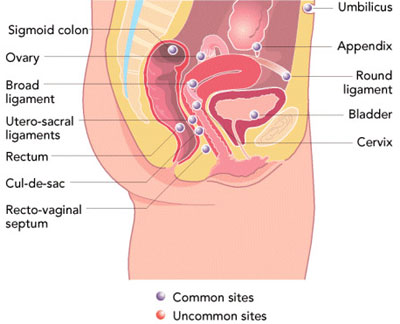 Sigmoid colon
Ovary
Broad
ligament
Utero-sacral
ligaments
Rectum
Cul-de-sac
Recto-vaginal
septum
Umbilicus
Appendix
Round
ligament
Bladder
Cervix
Common sites
Uncommon sites